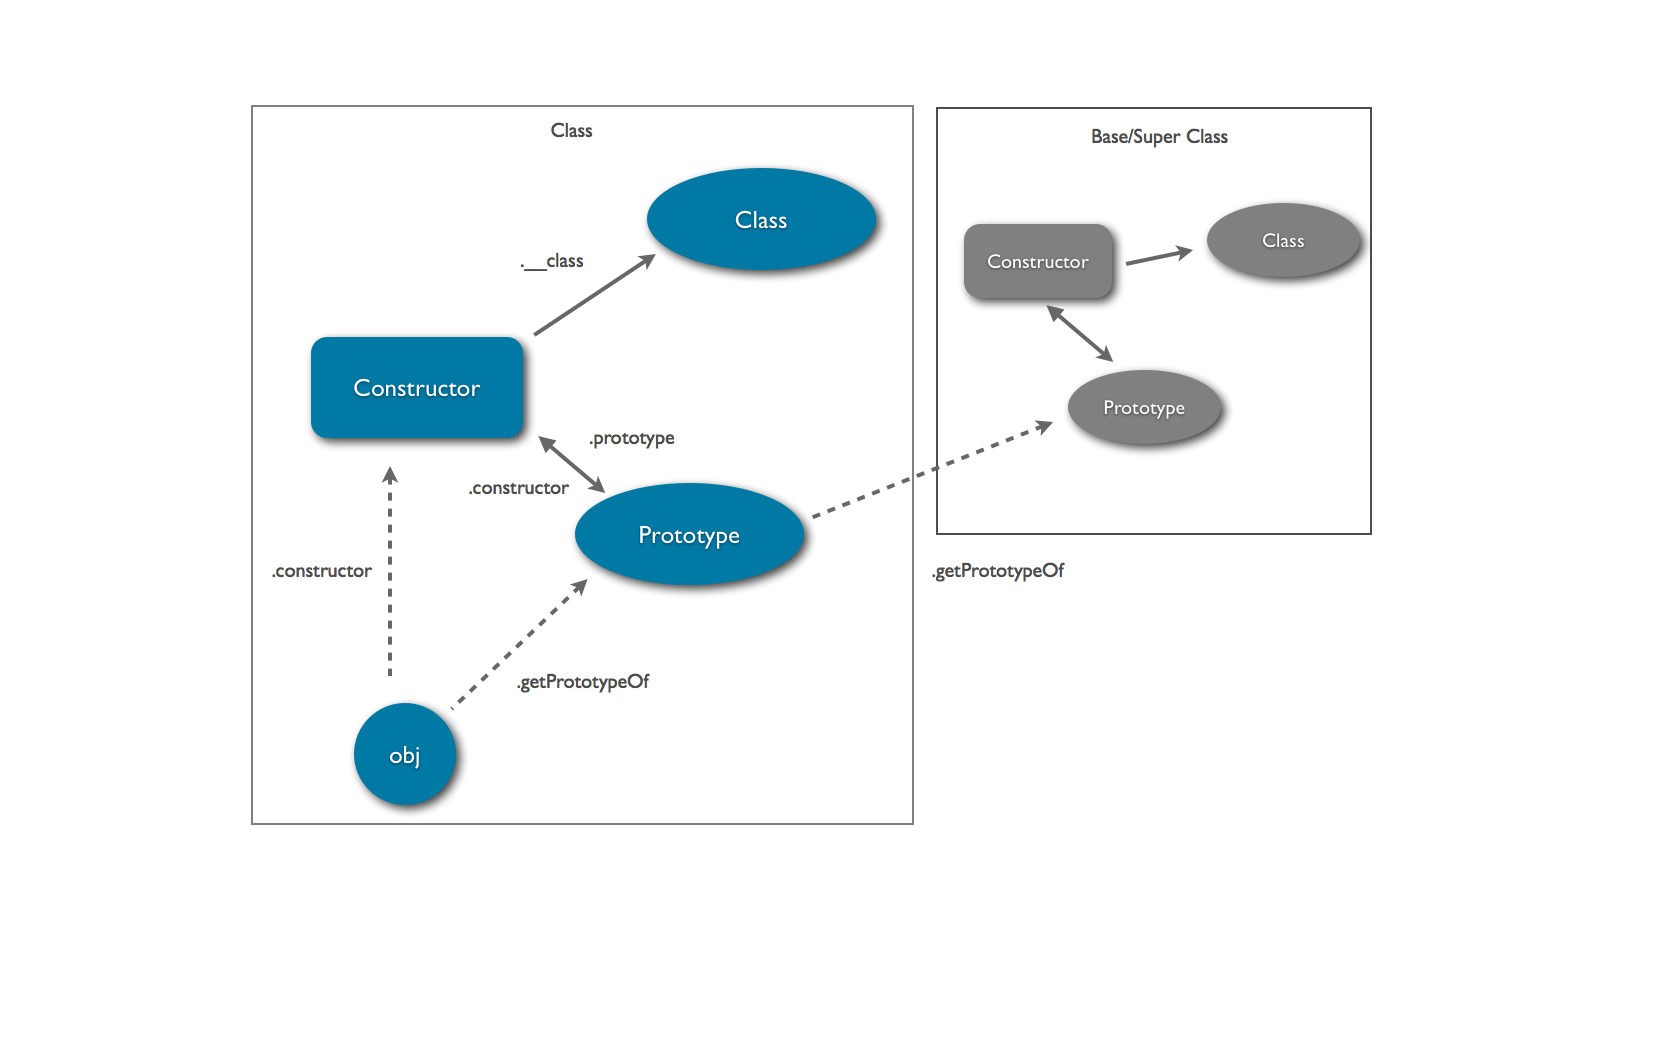 Class
Class
.__class
Constructor
.prototype
.constructor
Prototype
.constructor
.getPrototypeOf
obj
Base/Super Class
Class
Constructor
Prototype
.getPrototypeOf